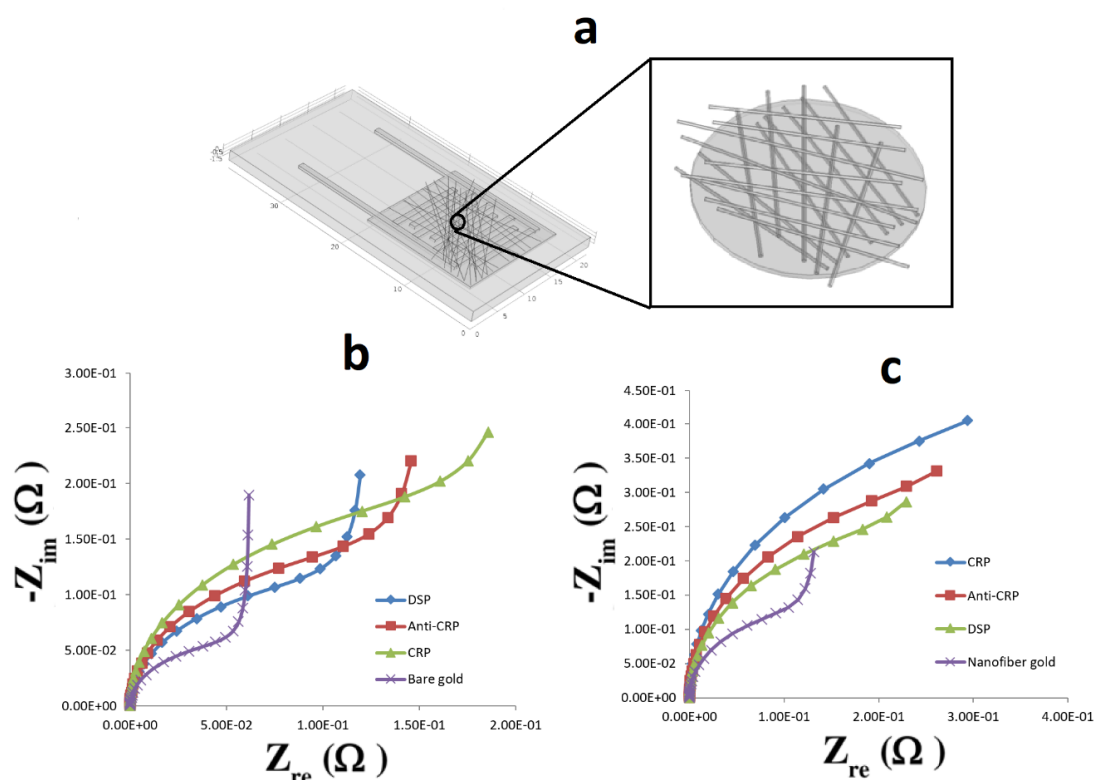 a
30
20
10
0
0
5
10
15
20
b
3.00E-01
2.50E-01
2.00E-01
1.50E-01
1.00E-01
5.00E-02
0.00E+00
0.00E+00 5.00E-02 1.00E-01 1.50E-01 2.00E-01
-Zim (Ω)
Zre (Ω)
DSP
Anti-CRP
CRP
Bare gold
c
4.50E-01
4.00E-01
3.50E-01
3.00E-01
2.50E-01
2.00E-01
1.50E-01
1.00E-01
5.00E-02
0.00E+00
0.00E+00 1.00E-01 2.00E-01 3.00E-01 4.00E-01
-Zim (Ω)
Zre (Ω)
CRP
Anti-CRP
DSP
Nanofiber gold